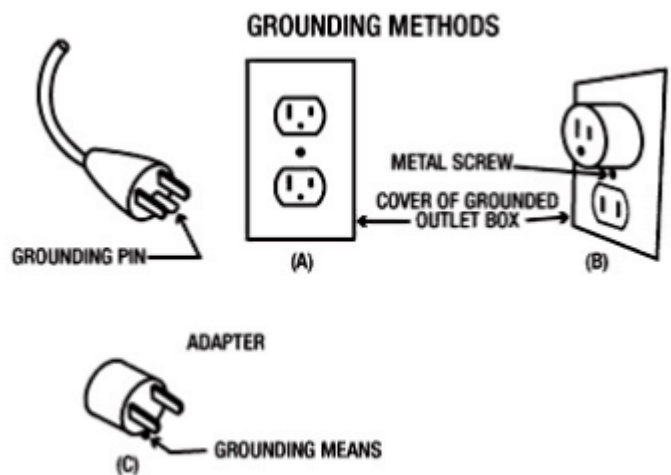 GROUNDING METHODS
METAL SCREW
COVER OF GROUNDED
OUTLET BOX
GROUNDING PIN
(A)
(B)
ADAPTER
GROUNDING MEANS
(C)